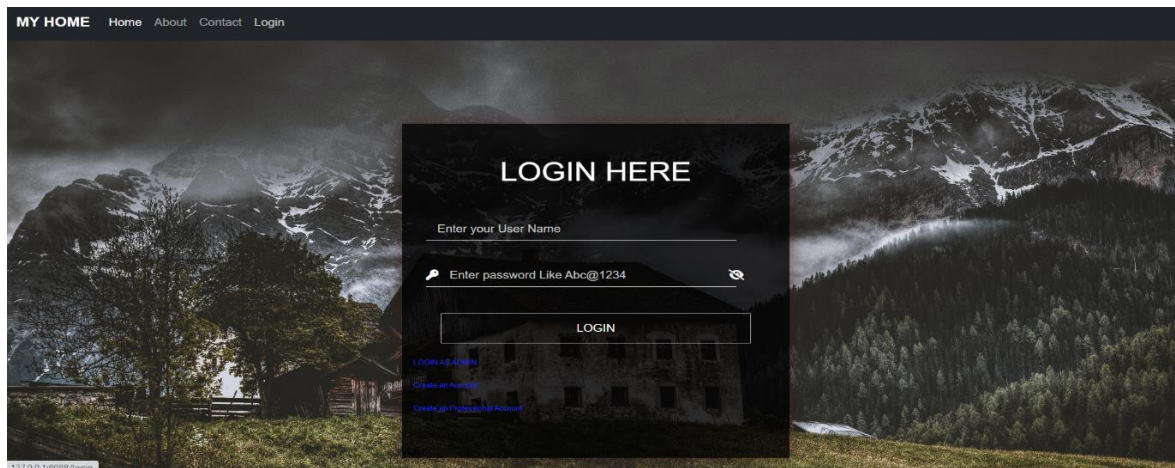 MY HOME Home About Contact Login
LOGIN HERE
Enter your User Name
Enter password Like Abc@1234
LOGIN
LOGIN AS ADMIN
Create an Account
Create an Professional Account